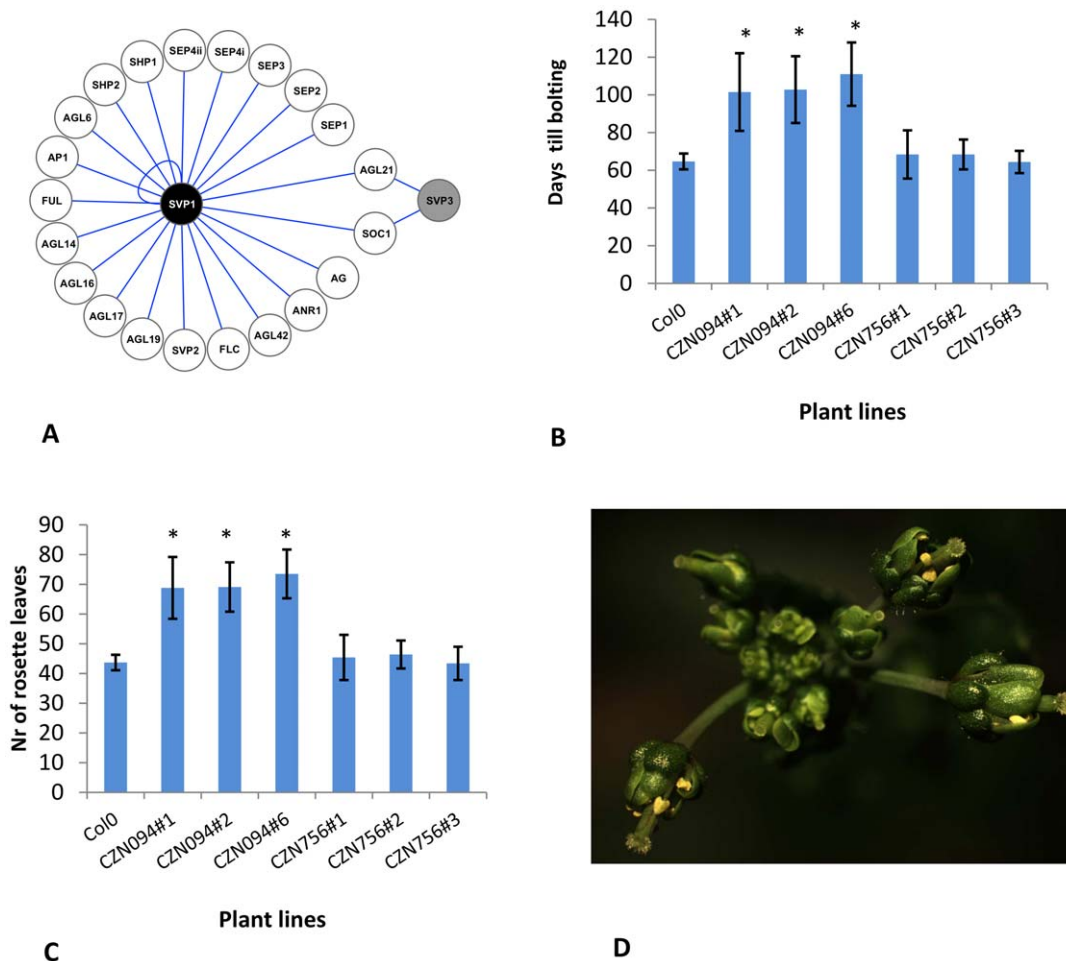 SEP4ii
SEP4i
SHP1
SEP3
SHP2
SEP2
AGL6
SEP1
AP1
AGL21
FUL
SVP1
SVP3
AGL14
SOC1
AGL16
AG
AGL17
ANR1
AGL19
SVP2
FLC
AGL42
A
Days till bolting
140
120
100
80
60
40
20
0
* * *
Col0
CZN094#1
CZN094#2
CZN094#6
CZN756#1
CZN756#2
CZN756#3
Plant lines
B
Nr of rosette leaves
90
80
70
60
50
40
30
20
10
0
* * *
Col0
CZN094#1
CZN094#2
CZN094#6
CZN756#1
CZN756#2
CZN756#3
Plant lines
C
D